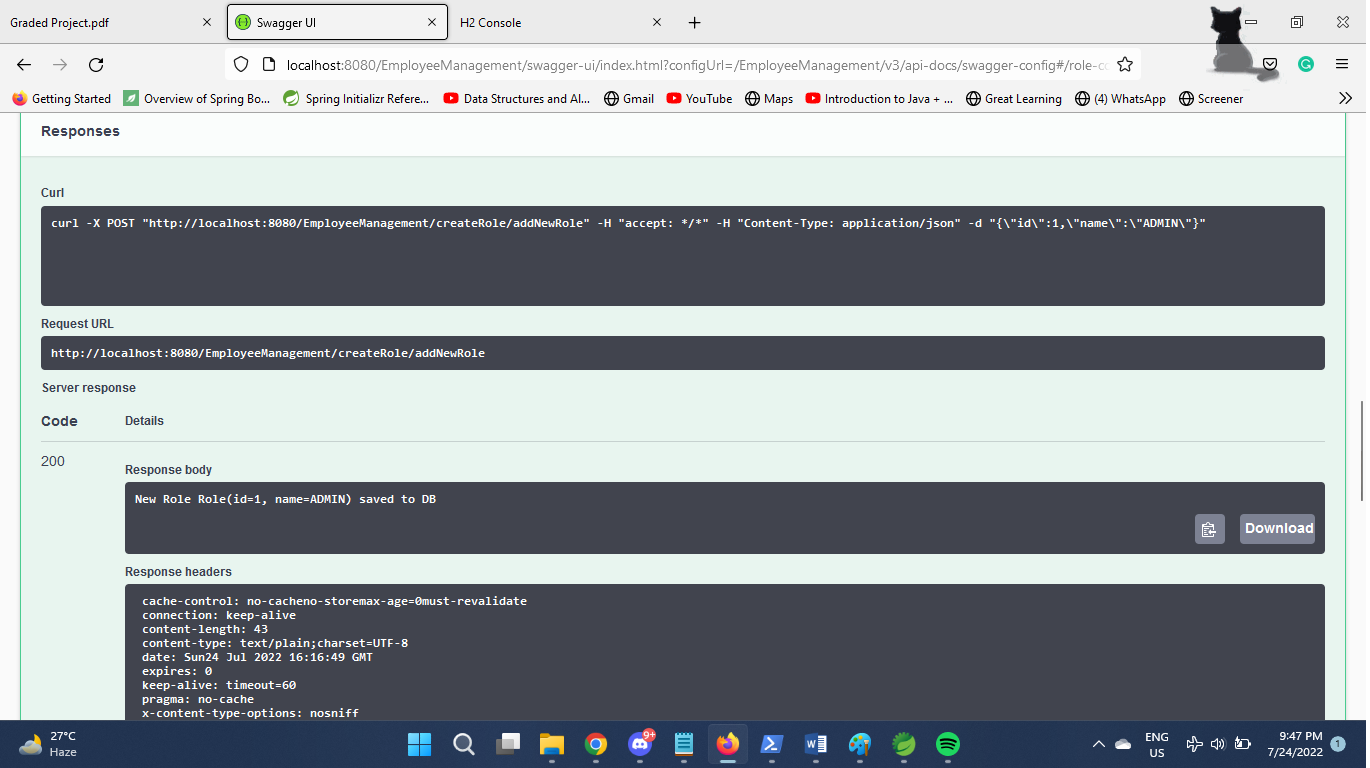 Graded Project.pdf
Swagger UI
H2 Console
localhost:8080/EmployeeManagement/swagger-ui/index.html?configUrl=/EmployeeManagement/v3/api-docs/swagger-config#/role-co
Getting Started
Overview of Spring Bo...
Spring Initializr Refere...
Data Structures and Al...
Gmail
YouTube
Maps
Introduction to Java + ...
Great Learning
(4) WhatsApp
Screener
Responses
Curl
curl -X POST "http://localhost:8080/EmployeeManagement/createRole/addNewRole" -H "accept: */*" -H "Content-Type: application/json" -d "{\"id\":1,\"name\":\"ADMIN\"}"
Request URL
http://localhost:8080/EmployeeManagement/createRole/addNewRole
Server response
Code Details
200
Response body
New Role Role(id=1, name=ADMIN) saved to DB
Download
Response headers
cache-control: no-cacheno-storemax-age=0must-revalidate
connection: keep-alive
content-length: 43
content-type: text/plain;charset=UTF-8
date: Sun24 Jul 2022 16:16:49 GMT
expires: 0
keep-alive: timeout=60
pragma: no-cache
x-content-type-options: nosniff
27°C
Haze
9+
ENG
US
9:47 PM
7/24/2022
1